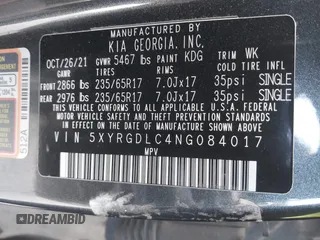 MANUFACTURED BY
KIA GEORGIA, INC.
OCT/26/21 GVWR 5467 lbs PAINT KDG TRIM WK
GAWR TIRE RIM COLD TIRE INFL
FRONT 2866 lbs 235/65R17 7.0Jx17 35psi SINGLE
REAR 2976 lbs 235/65R17 7.0Jx17 35psi SINGLE
THIS VEHICLE CONFORMS TO ALL APPLICABLE FEDERAL
MOTOR VEHICLE SAFETY, BUMPER AND THEFT PREVENTION
STANDARDS IN EFFECT ON THE DATE OF MANUFACTURE SHOWN ABOVE.
VIN 5XYRGDLC4NG084017
MPV
612A
DREAMBID